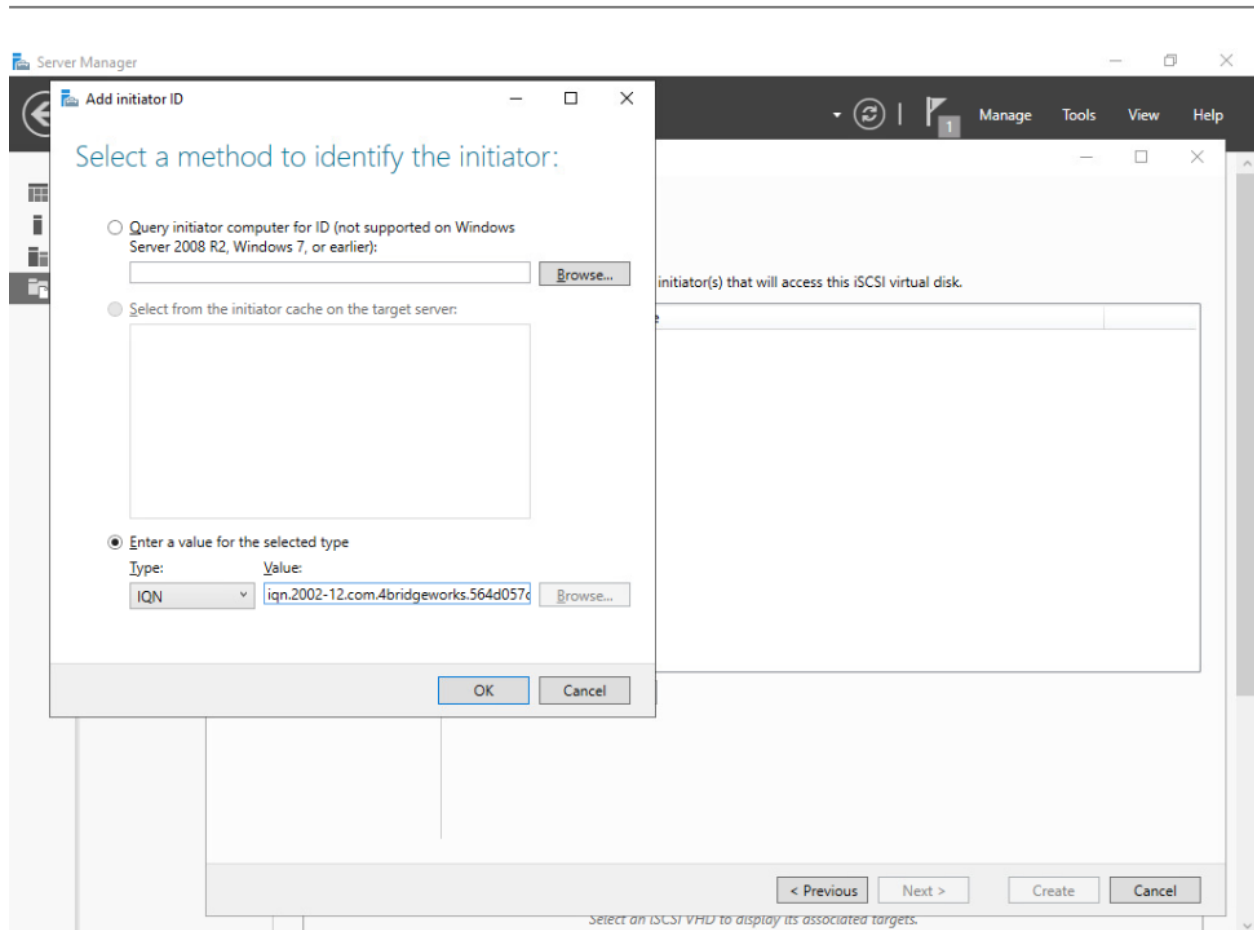 Server Manager
Add initiator ID
1
Manage
Tools
View
Help
Select a method to identify the initiator:
Query initiator computer for ID (not supported on Windows
Server 2008 R2, Windows 7, or earlier):
Browse...
initiator(s) that will access this iSCSI virtual disk.
Select from the initiator cache on the target server:
Enter a value for the selected type
Type:
Value:
IQN
iqn.2002-12.com.4bridgeworks.564d057
Browse...
OK
Cancel
< Previous
Next >
Create
Cancel
Select an iSCSI VHD to display its associated targets.